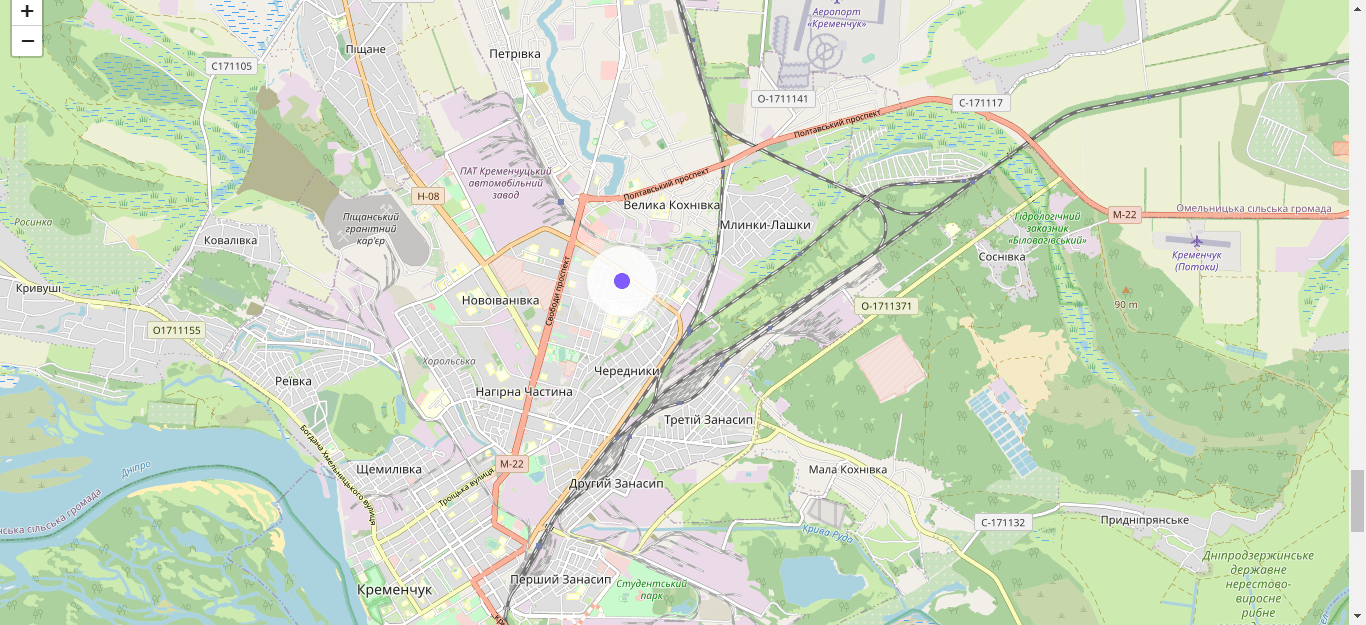 +
−
Піщане
Петрівка
Аеропорт
«Кременчук»
С171105
О-1711141
С-171117
Полтавський проспект
ПАТ Кременчуцький
автомобільний
завод
Н-08
Полтавський проспект
Велика Кохнівка
Млинки-Лашки
Росинка
Піщанський
гранітний
кар'єр
Ковалівка
Омельницька сільська громада
М-22
Гідрологічний
заказник
«Біловагівський»
Соснівка
Кременчук
(Потоки)
Кривуші
Новоіванівка
Свободи проспект
О-1711371
90 m
О1711155
Хорольська
Реївка
Чередники
Нагірна Частина
Третій Занасип
Богдана Хмельницького вулиця
Щемилівка
М-22
Мала Кохнівка
Дніпро
Троїцька вулиця
Другий Занасип
нська сільська громада
С-171132
Придніпрянське
Крива Руда
Дніпродзержинське
державне
нерестово-
виросне
рибне
Кременчук
Перший Занасип
Студентський
парк